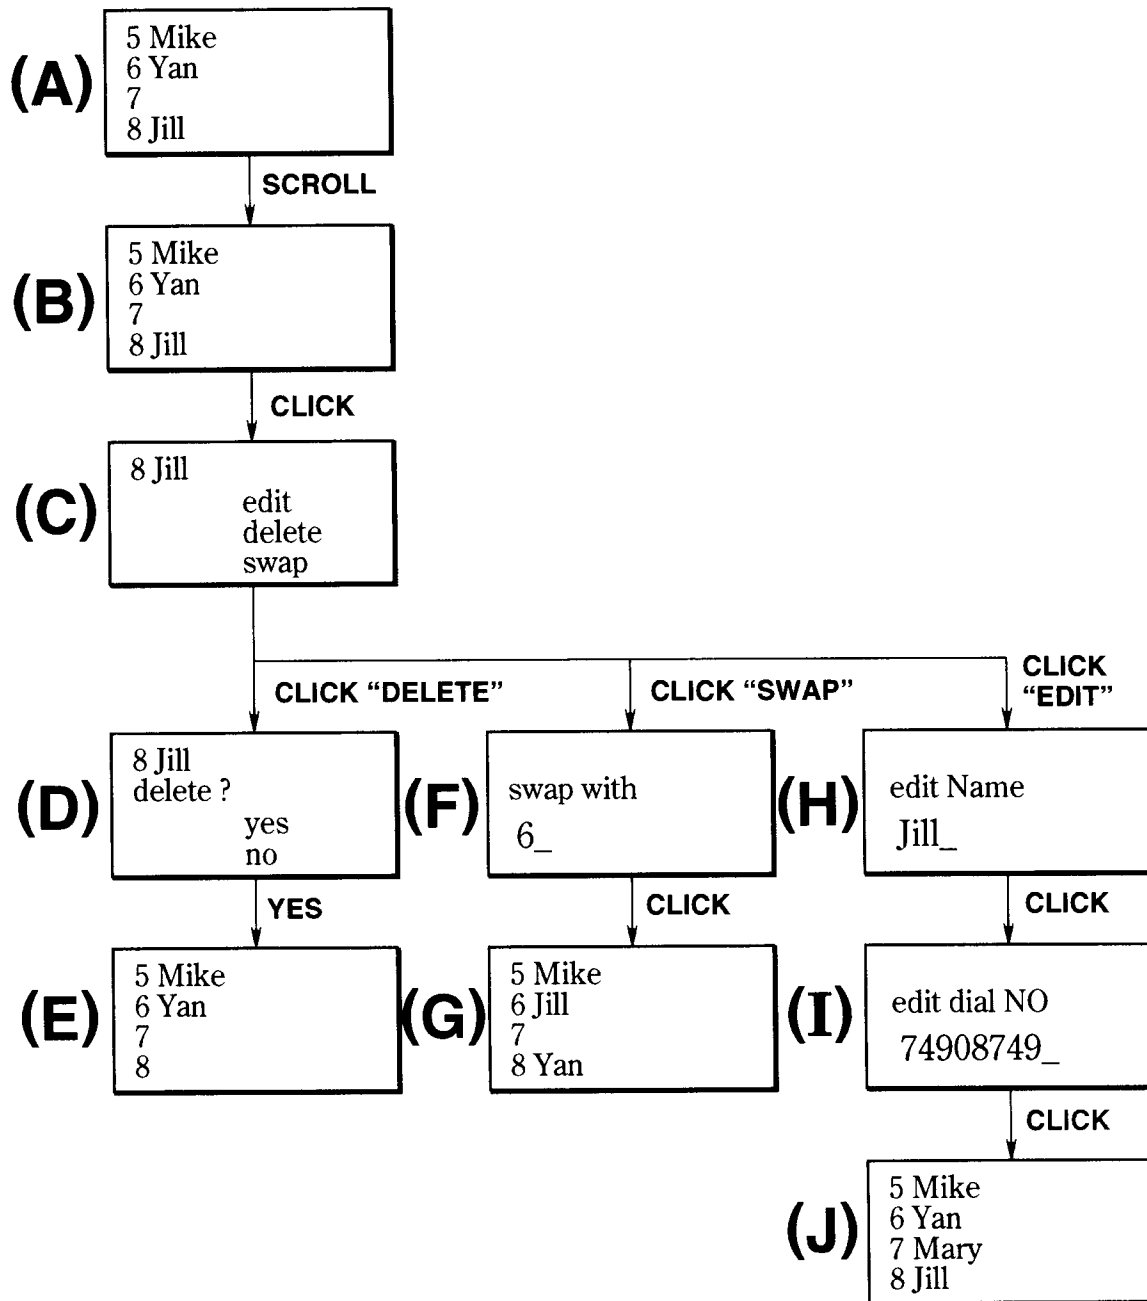 (A)
5 Mike
6 Yan
7
8 Jill
SCROLL
(B)
5 Mike
6 Yan
7
8 Jill
CLICK
(C)
8 Jill
edit
delete
swap
CLICK "DELETE"
CLICK "SWAP"
CLICK
"EDIT"
(D)
8 Jill
delete ?
yes
no
YES
(F)
swap with
6_
CLICK
(H)
edit Name
Jill_
CLICK
(E)
5 Mike
6 Yan
7
8
(G)
5 Mike
6 Jill
7
8 Yan
(I)
edit dial NO
74908749_
CLICK
(J)
5 Mike
6 Yan
7 Mary
8 Jill